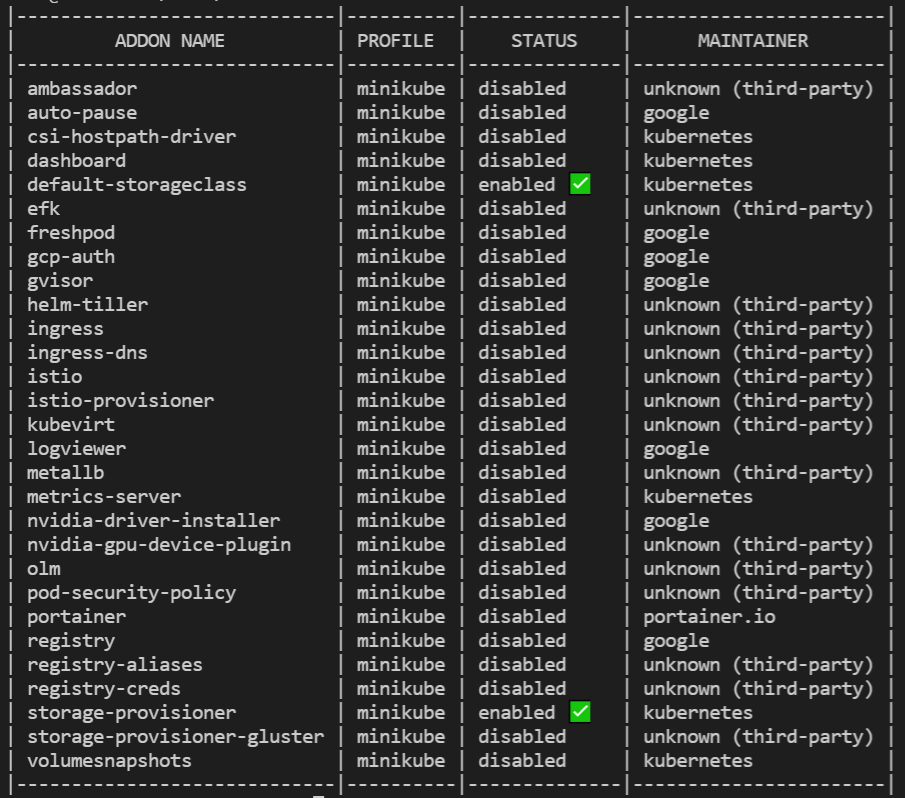 |-----------------------------|----------|--------------|-----------------------|
|         ADDON NAME          | PROFILE  |    STATUS    |      MAINTAINER       |
|-----------------------------|----------|--------------|-----------------------|
| ambassador                  | minikube | disabled     | unknown (third-party) |
| auto-pause                  | minikube | disabled     | google                |
| csi-hostpath-driver         | minikube | disabled     | kubernetes            |
| dashboard                   | minikube | disabled     | kubernetes            |
| default-storageclass        | minikube | enabled ✅   | kubernetes            |
| efk                         | minikube | disabled     | unknown (third-party) |
| freshpod                    | minikube | disabled     | google                |
| gcp-auth                    | minikube | disabled     | google                |
| gvisor                      | minikube | disabled     | google                |
| helm-tiller                 | minikube | disabled     | unknown (third-party) |
| ingress                     | minikube | disabled     | unknown (third-party) |
| ingress-dns                 | minikube | disabled     | unknown (third-party) |
| istio                       | minikube | disabled     | unknown (third-party) |
| istio-provisioner           | minikube | disabled     | unknown (third-party) |
| kubevirt                    | minikube | disabled     | unknown (third-party) |
| logviewer                   | minikube | disabled     | google                |
| metallb                     | minikube | disabled     | unknown (third-party) |
| metrics-server              | minikube | disabled     | kubernetes            |
| nvidia-driver-installer     | minikube | disabled     | google                |
| nvidia-gpu-device-plugin    | minikube | disabled     | unknown (third-party) |
| olm                         | minikube | disabled     | unknown (third-party) |
| pod-security-policy         | minikube | disabled     | unknown (third-party) |
| portainer                   | minikube | disabled     | portainer.io          |
| registry                    | minikube | disabled     | google                |
| registry-aliases            | minikube | disabled     | unknown (third-party) |
| registry-creds              | minikube | disabled     | unknown (third-party) |
| storage-provisioner         | minikube | enabled ✅   | kubernetes            |
| storage-provisioner-gluster | minikube | disabled     | unknown (third-party) |
| volumesnapshots             | minikube | disabled     | kubernetes            |
|-----------------------------|----------|--------------|-----------------------|